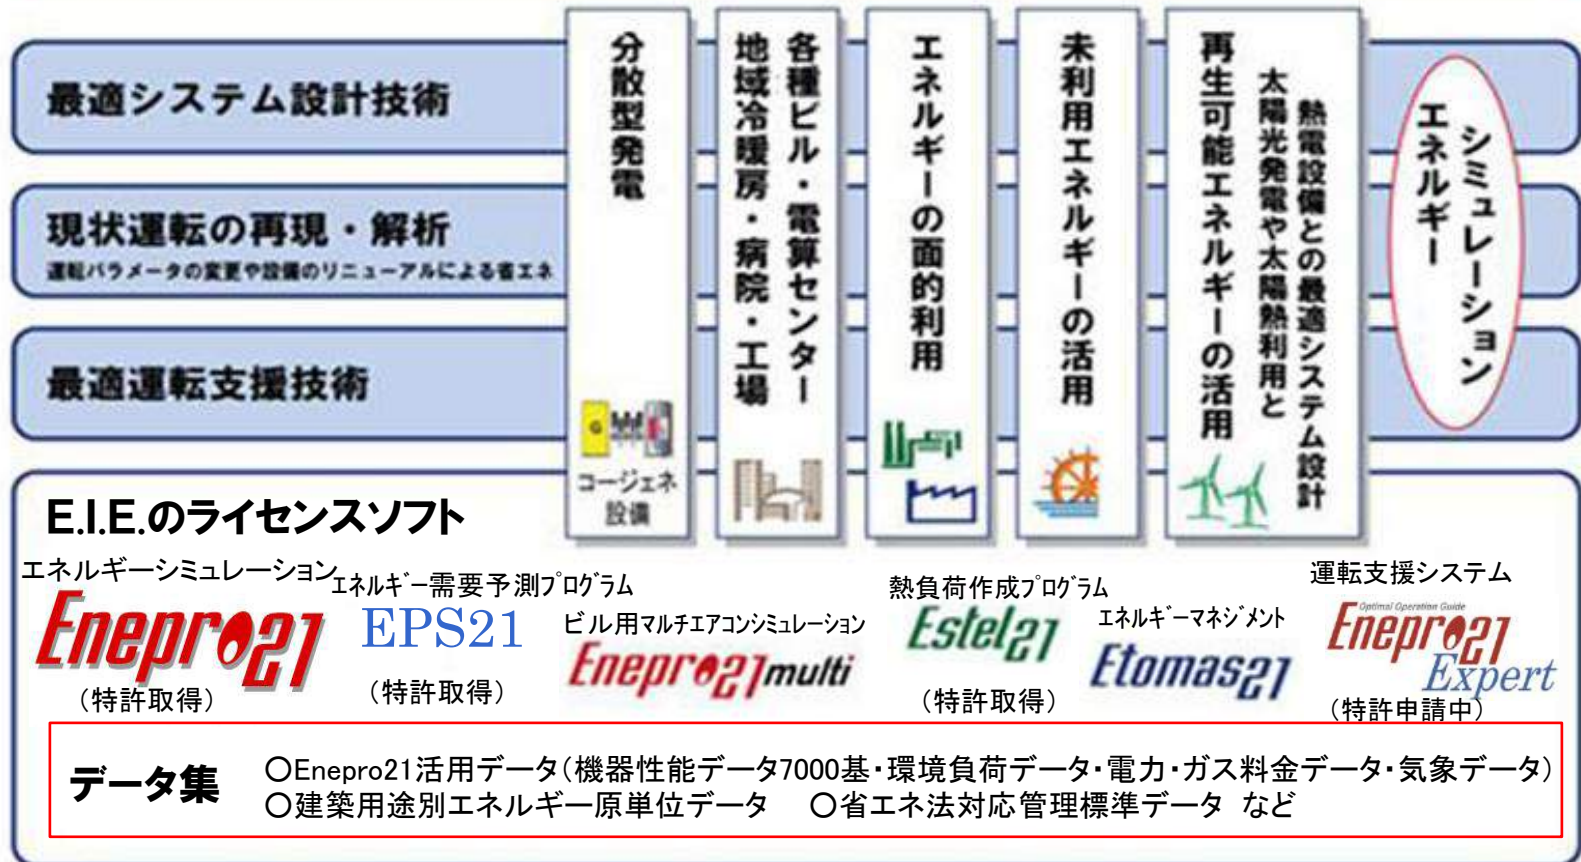 最適システム設計技術
現状運転の再現・解析
運転パラメータの変更や設備のリニューアルによる省エネ
最適運転支援技術
分散型発電
コージェネ
設備
各種ビル・電算センター
地域冷暖房・病院・工場
エネルギーの面的利用
未利用エネルギーの活用
再生可能エネルギーの活用
太陽光発電や太陽熱利用と
熱電設備との最適システム設計
エネルギー
シミュレーション
E.I.E.のライセンスソフト
エネルギーシミュレーション
Enepro21
(特許取得)
エネルギー需要予測プログラム
EPS21
(特許取得)
ビル用マルチエアコンシミュレーション
Enepro21multi
熱負荷作成プログラム
Estel21
(特許取得)
エネルギーマネジメント
Etomas21
運転支援システム
Optimal Operation Guide
Enepro21
Expert
(特許申請中)
データ集
〇Enepro21活用データ(機器性能データ7000基・環境負荷データ・電力・ガス料金データ・気象データ)
〇建築用途別エネルギー原単位データ 〇省エネ法対応管理標準データ など